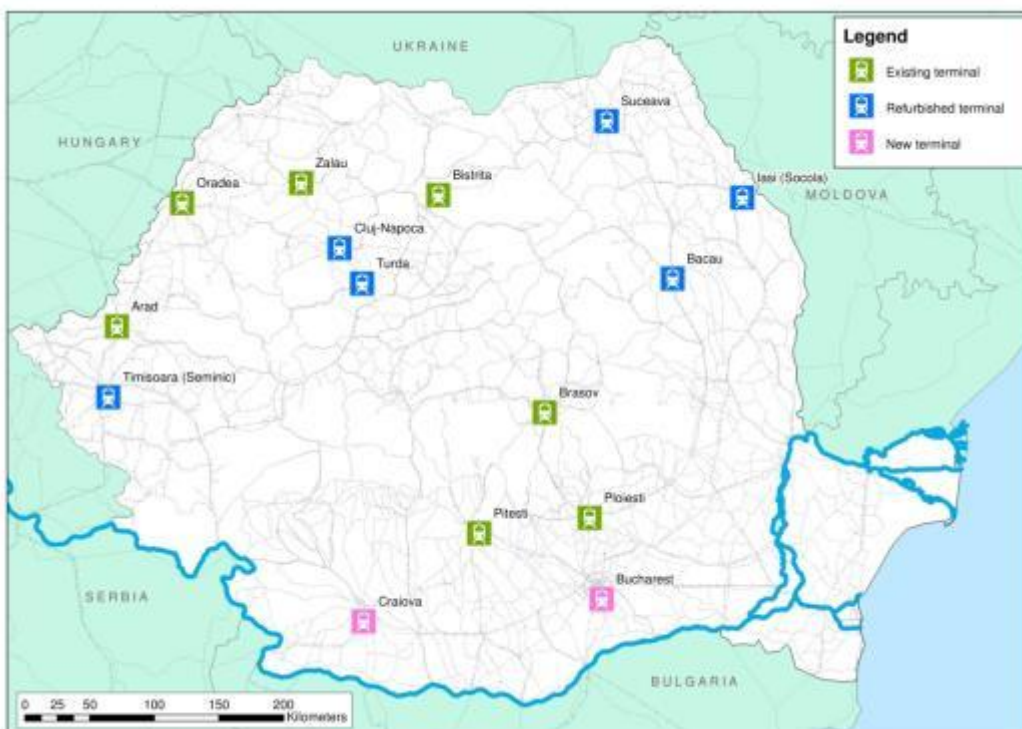 UKRAINE
Legend
Existing terminal
Refurbished terminal
New terminal
Suceava
HUNGARY
Zalau
Bistrita
Oradea
Iasi (Socola)
MOLDOVA
Cluj-Napoca
Turda
Bacau
Arad
Timisoara (Seminic)
Brasov
Ploiesti
Pitesti
Bucharest
SERBIA
Craiova
BULGARIA
0 25 50 100 150 200
Kilometers